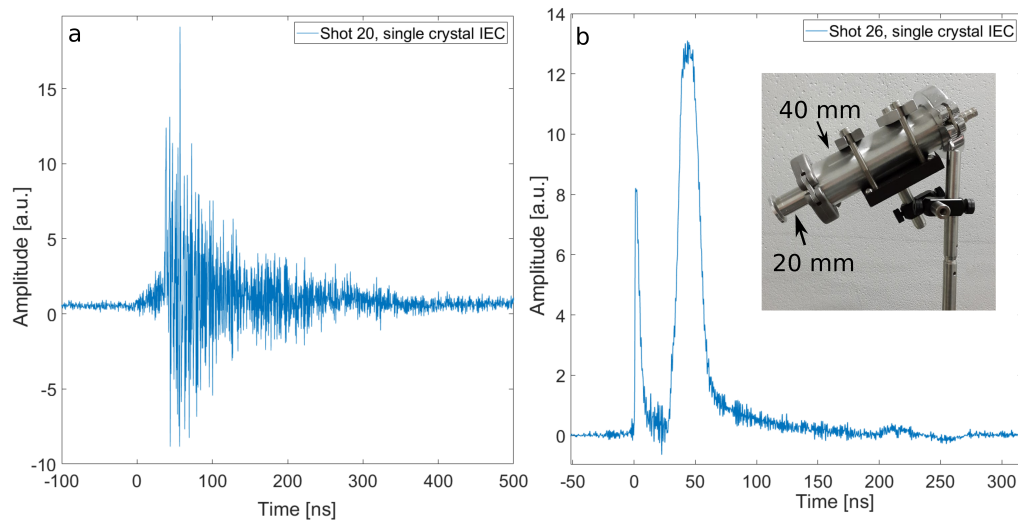 a
Shot 20, single crystal IEC
15
10
5
0
-5
-10
-100
0
100
200
300
400
500
Amplitude [a.u.]
Time [ns]
b
Shot 26, single crystal IEC
14
12
10
8
6
4
2
0
-50
0
50
100
150
200
250
300
Amplitude [a.u.]
Time [ns]
40 mm
20 mm